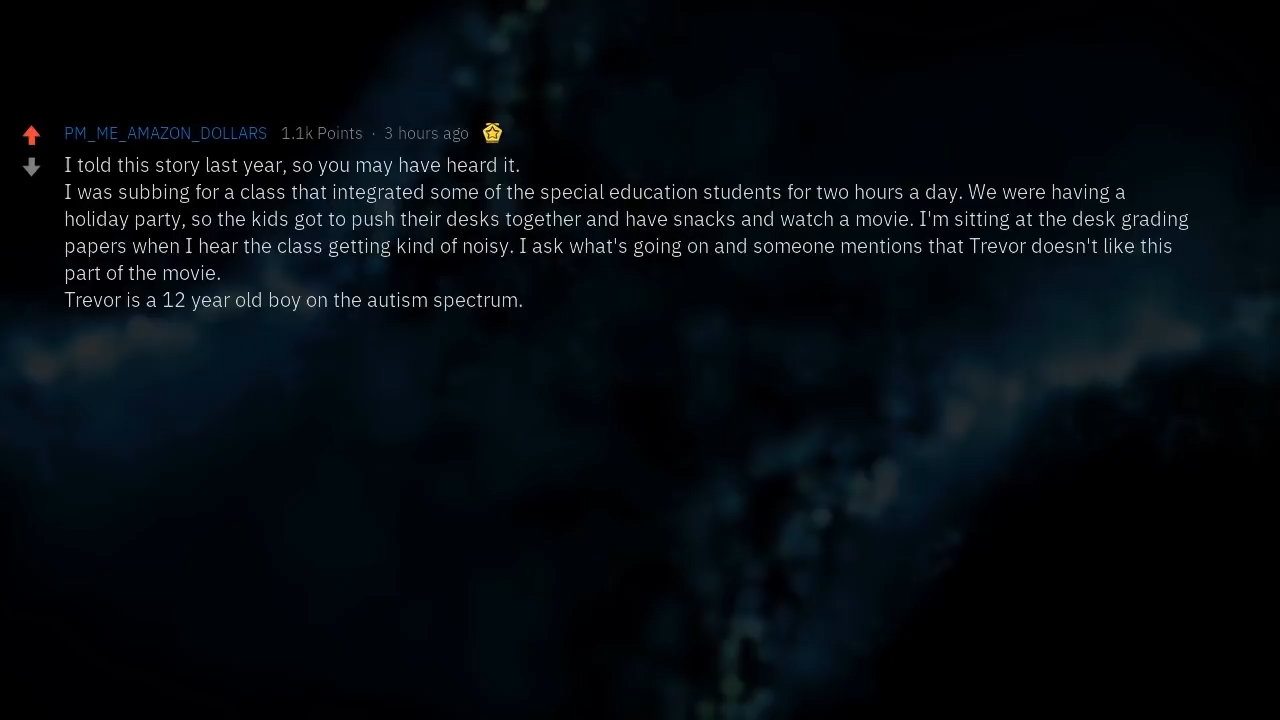 PM_ME_AMAZON_DOLLARS 1.1k Points · 3 hours ago
I told this story last year, so you may have heard it.
I was subbing for a class that integrated some of the special education students for two hours a day. We were having a
holiday party, so the kids got to push their desks together and have snacks and watch a movie. I'm sitting at the desk grading
papers when I hear the class getting kind of noisy. I ask what's going on and someone mentions that Trevor doesn't like this
part of the movie.
Trevor is a 12 year old boy on the autism spectrum.